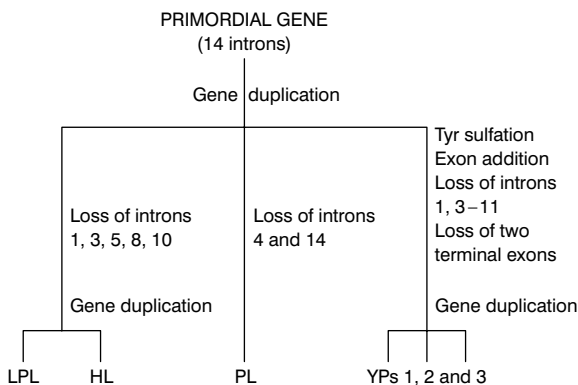 PRIMORDIAL GENE
(14 introns)
Gene duplication
Tyr sulfation
Exon addition
Loss of introns
1, 3–11
Loss of two
terminal exons
Loss of introns
1, 3, 5, 8, 10
Loss of introns
4 and 14
Gene duplication
Gene duplication
LPL
HL
PL
YPs 1, 2 and 3